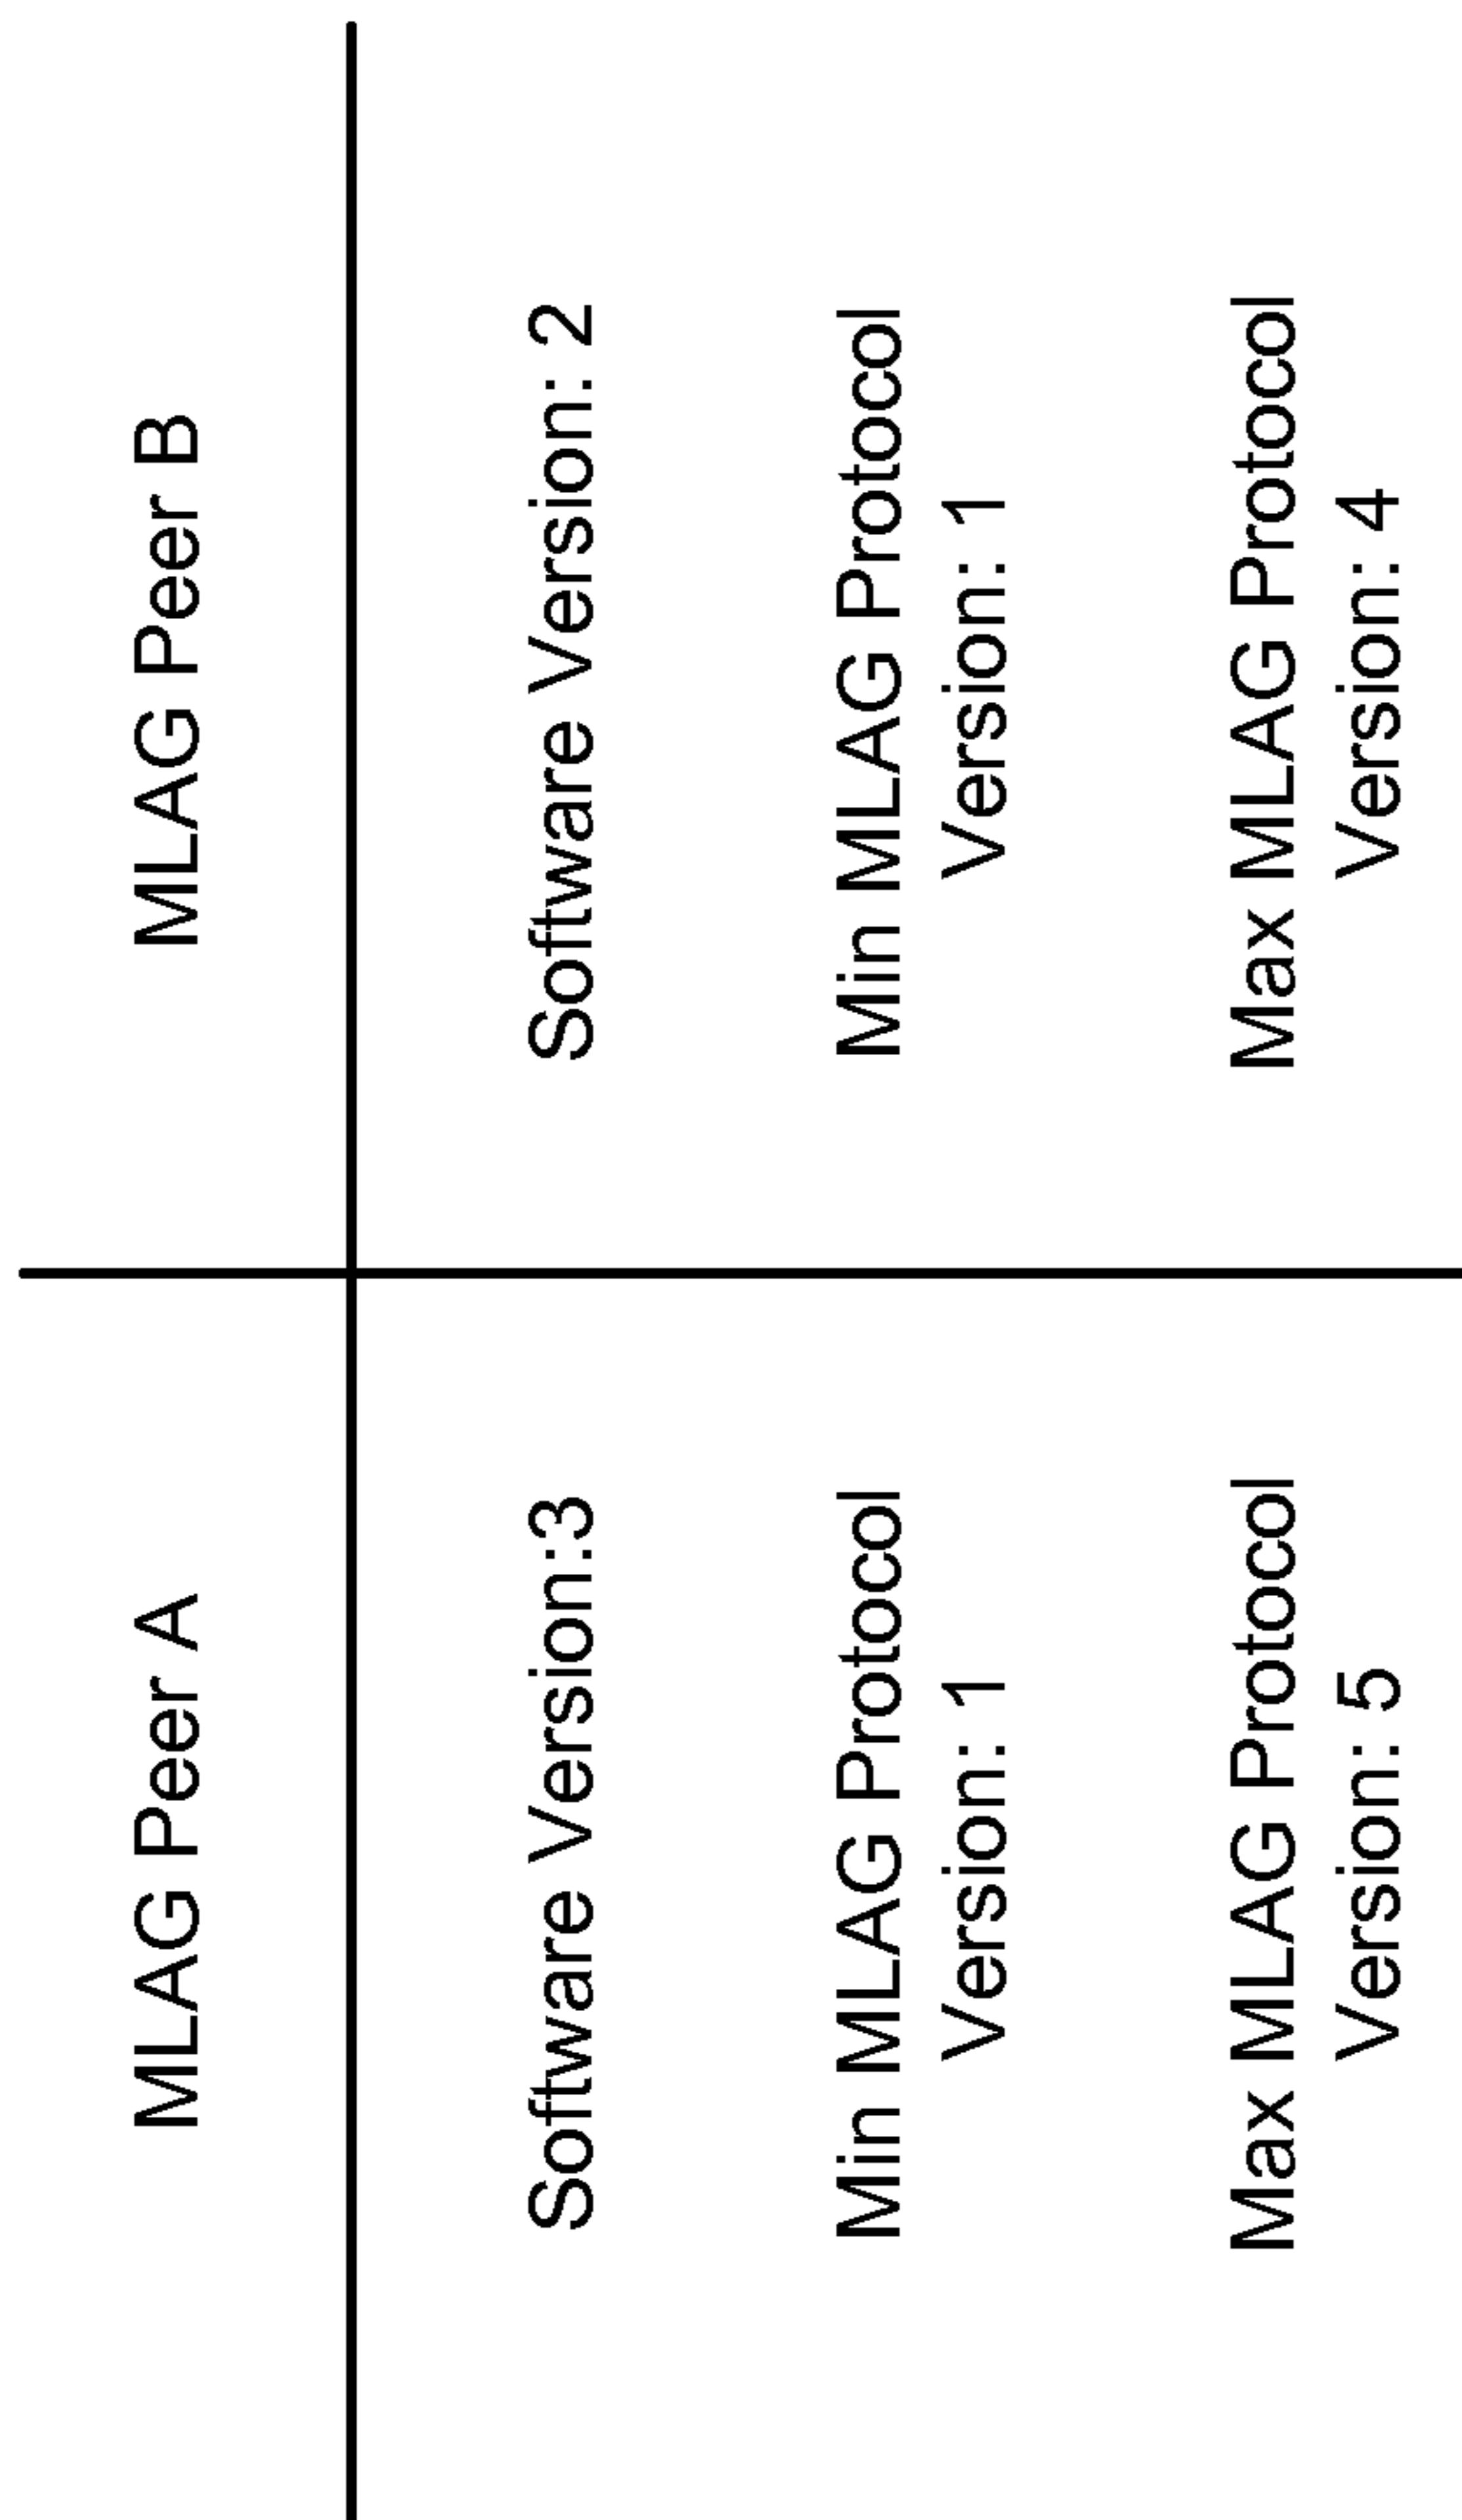 MLAG Peer A
MLAG Peer B
Software Version:3
Software Version: 2
Min MLAG Protocol
Version: 1
Min MLAG Protocol
Version: 1
Max MLAG Protocol
Version: 5
Max MLAG Protocol
Version: 4